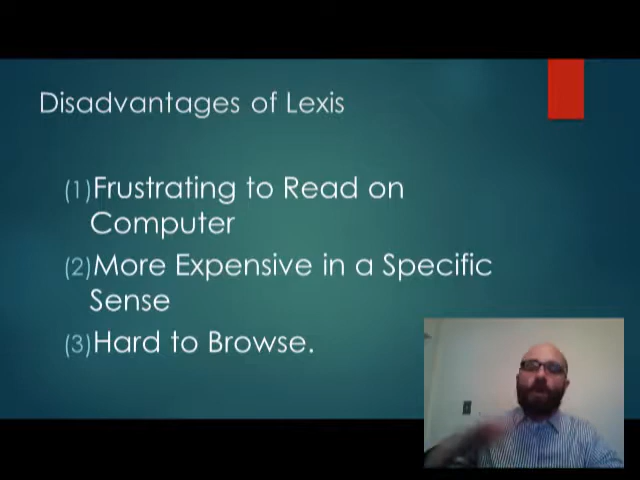 Disadvantages of Lexis
(1)Frustrating to Read on
Computer
(2)More Expensive in a Specific
Sense
(3)Hard to Browse.